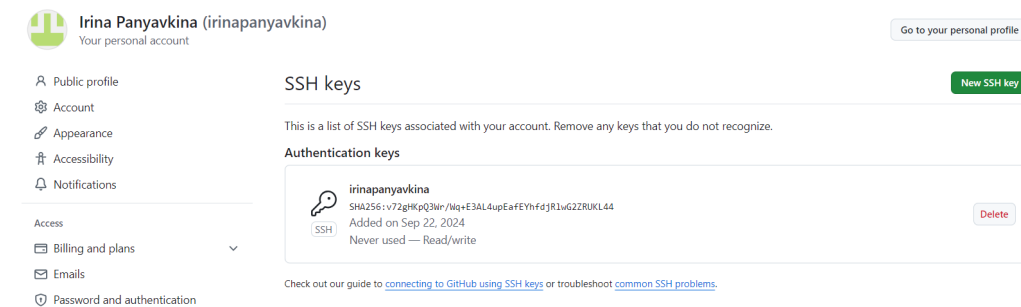 Irina Panyavkina (irinapanyavkina)
Your personal account
Go to your personal profile
Public profile
Account
Appearance
Accessibility
Notifications
Access
Billing and plans
Emails
Password and authentication
SSH keys
New SSH key
This is a list of SSH keys associated with your account. Remove any keys that you do not recognize.
Authentication keys
irinapanyavkina
SHA256:v72gHKpQ3Wr/Wq+E3AL4upEafEYhfdjRlwG2ZRUKL44
Added on Sep 22, 2024
Never used — Read/write
SSH
Delete
Check out our guide to connecting to GitHub using SSH keys or troubleshoot common SSH problems.